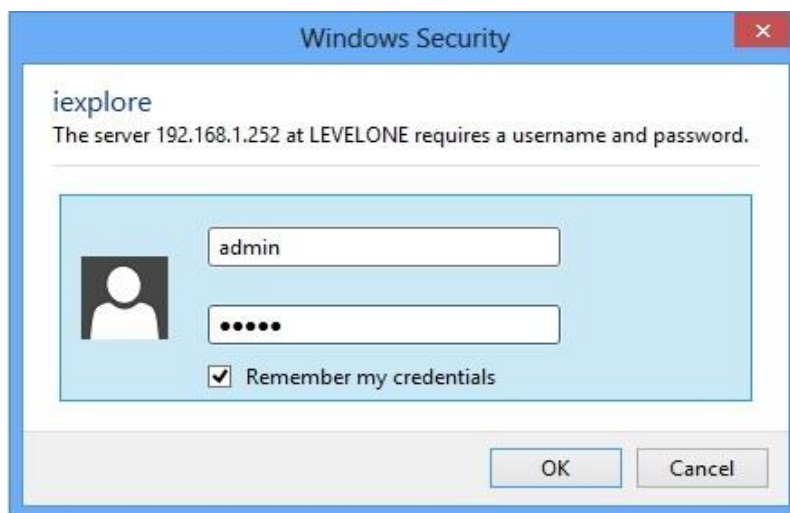 Windows Security
iexplore
The server 192.168.1.252 at LEVELONE requires a username and password.
admin
●●●●●
Remember my credentials
OK
Cancel